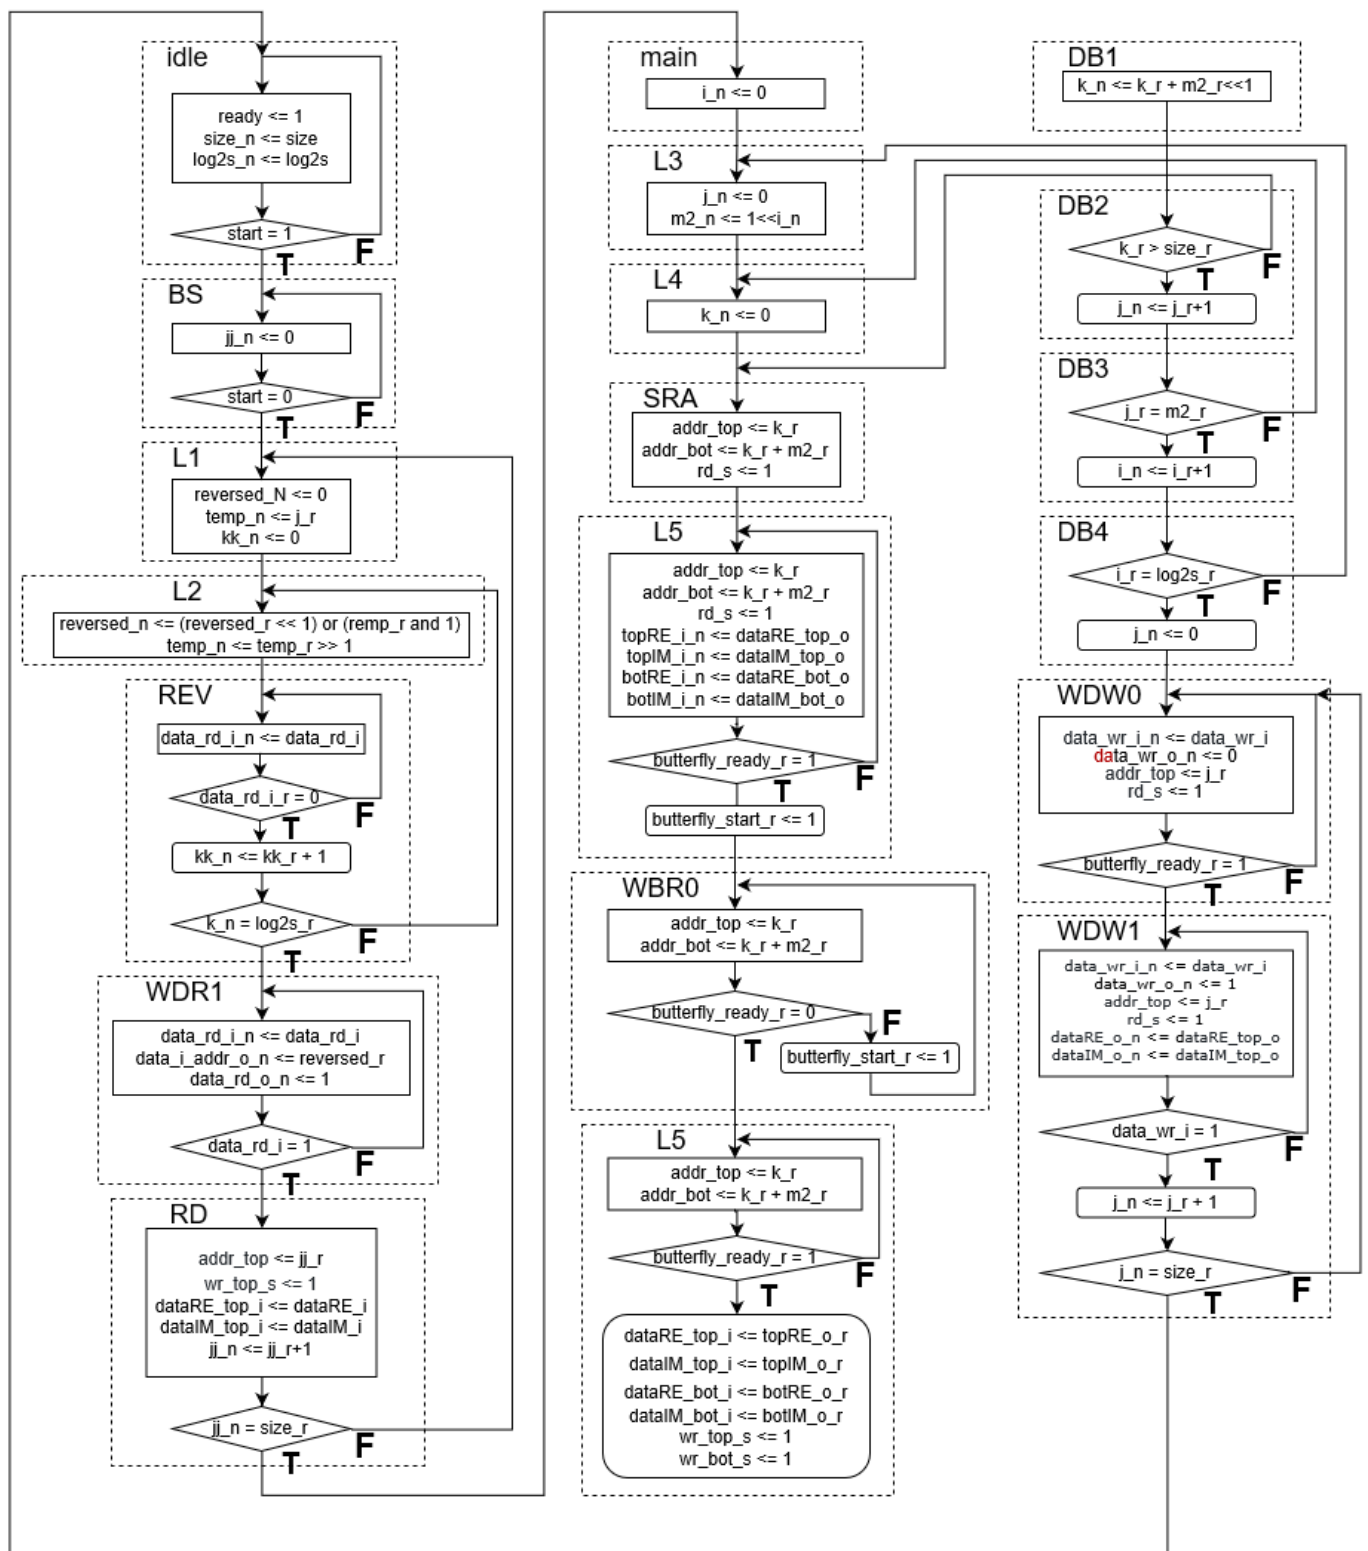 idle
ready <= 1
size_n <= size
log2s_n <= log2s
start = 1
F
T
BS
jj_n <= 0
start = 0
F
T
L1
reversed_N <= 0
temp_n <= j_r
kk_n <= 0
L2
reversed_n <= (reversed_r << 1) or (remp_r and 1)
temp_n <= temp_r >> 1
REV
data_rd_i_n <= data_rd_i
data_rd_i_r = 0
F
T
kk_n <= kk_r + 1
k_n = log2s_r
F
T
WDR1
data_rd_i_n <= data_rd_i
data_i_addr_o_n <= reversed_r
data_rd_o_n <= 1
data_rd_i = 1
F
T
RD
addr_top <= jj_r
wr_top_s <= 1
dataRE_top_i <= dataRE_i
dataIM_top_i <= dataIM_i
jj_n <= jj_r+1
jj_n = size_r
F
T
main
i_n <= 0
L3
j_n <= 0
m2_n <= 1<<i_n
L4
k_n <= 0
SRA
addr_top <= k_r
addr_bot <= k_r + m2_r
rd_s <= 1
L5
addr_top <= k_r
addr_bot <= k_r + m2_r
rd_s <= 1
topRE_i_n <= dataRE_top_o
topIM_i_n <= dataIM_top_o
botRE_i_n <= dataRE_bot_o
botIM_i_n <= dataIM_bot_o
butterfly_ready_r = 1
F
T
butterfly_start_r <= 1
WBR0
addr_top <= k_r
addr_bot <= k_r + m2_r
butterfly_ready_r = 0
F
T
butterfly_start_r <= 1
L5
addr_top <= k_r
addr_bot <= k_r + m2_r
butterfly_ready_r = 1
F
T
dataRE_top_i <= topRE_o_r
dataIM_top_i <= topIM_o_r
dataRE_bot_i <= botRE_o_r
dataIM_bot_i <= botIM_o_r
wr_top_s <= 1
wr_bot_s <= 1
DB1
k_n <= k_r + m2_r<<1
DB2
k_r > size_r
F
T
j_n <= j_r+1
DB3
j_r = m2_r
F
T
i_n <= i_r+1
DB4
i_r = log2s_r
F
T
j_n <= 0
WDW0
data_wr_i_n <= data_wr_i
data_wr_o_n <= 0
addr_top <= j_r
rd_s <= 1
butterfly_ready_r = 1
F
T
WDW1
data_wr_i_n <= data_wr_i
data_wr_o_n <= 1
addr_top <= j_r
rd_s <= 1
dataRE_o_n <= dataRE_top_o
dataIM_o_n <= dataIM_top_o
data_wr_i = 1
F
T
j_n <= j_r + 1
j_n = size_r
F
T